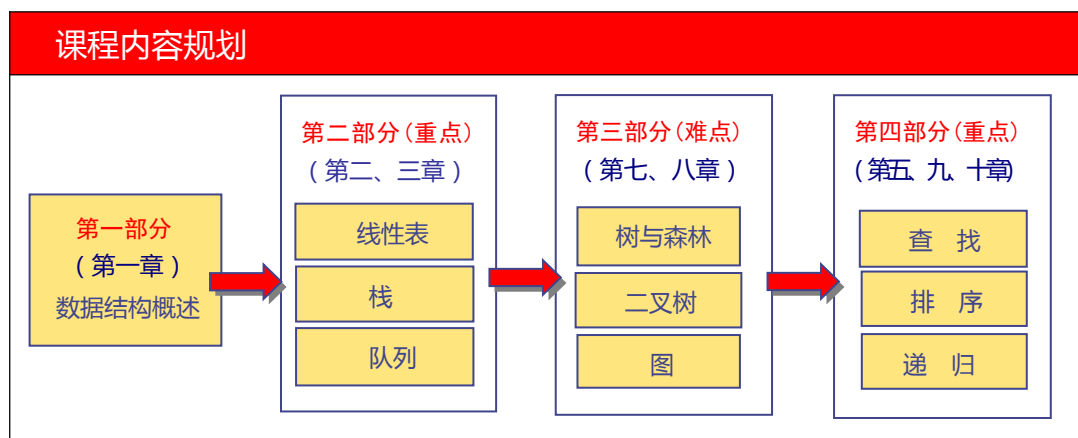 课程内容规划
第一部分
（第一章）
数据结构概述
第二部分(重点)
（第二、三章）
线性表
栈
队列
第三部分(难点)
（第七、八章）
树与森林
二叉树
图
第四部分(重点)
（第五、九、十章）
查 找
排 序
递 归